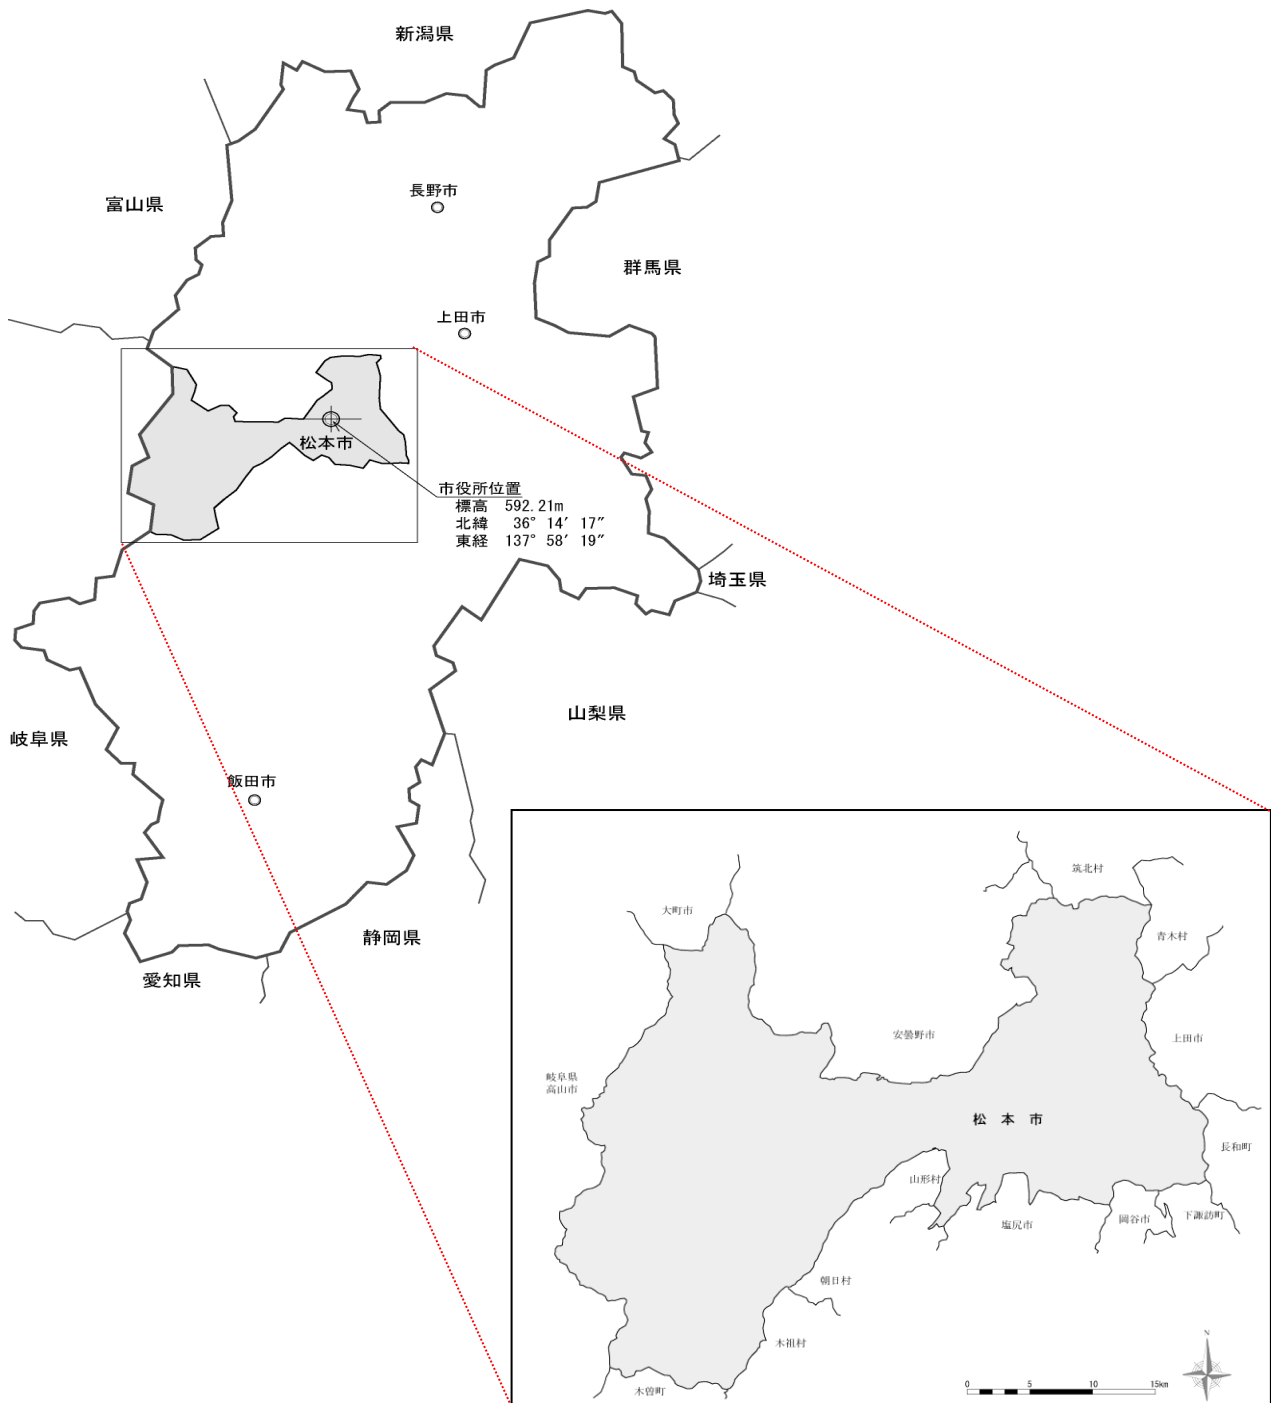 新潟県
富山県
長野市
群馬県
上田市
松本市
市役所位置
標高 592.21m
北緯 36° 14′ 17″
東経 137° 58′ 19″
埼玉県
山梨県
岐阜県
飯田市
静岡県
愛知県
筑北村
大町市
青木村
安曇野市
上田市
岐阜県
高山市
松本市
長和町
山形村
塩尻市
岡谷市
下諏訪町
朝日村
木祖村
木曽町
N
0 5 10 15km